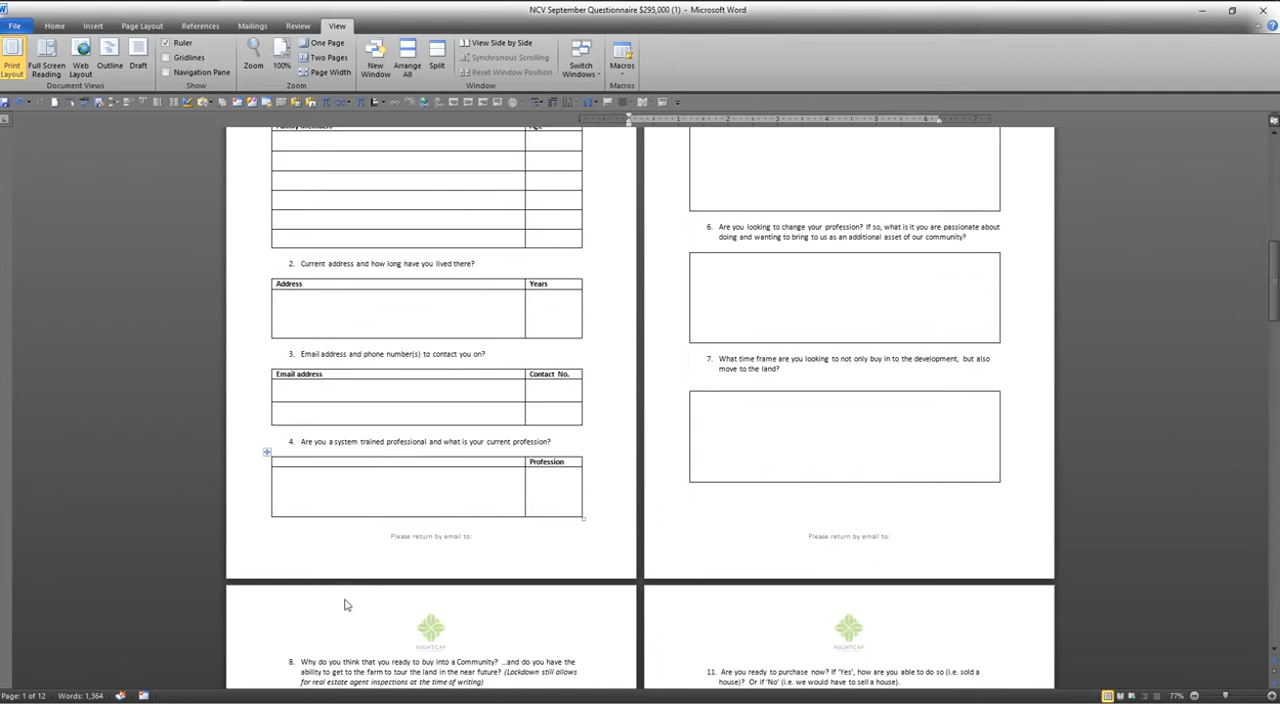 NCV September Questionnaire $295,000 (1) - Microsoft Word
File Home Insert Page Layout References Mailings Review View
Print Layout
Full Screen Reading
Web Layout
Outline
Draft
Document Views
Ruler
Gridlines
Navigation Pane
Show
Zoom
100%
One Page
Two Pages
Page Width
Zoom
New Window
Arrange All
Split
View Side by Side
Synchronous Scrolling
Reset Window Position
Window
Switch Windows
Macros
Macros
Family Members Age
2. Current address and how long have you lived there?
Address Years
3. Email address and phone number(s) to contact you on?
Email address Contact No.
4. Are you a system trained professional and what is your current profession?
Profession
Please return by email to:
6. Are you looking to change your profession? If so, what is it you are passionate about
doing and wanting to bring to us as an additional asset of our community?
7. What time frame are you looking to not only buy in to the development, but also
move to the land?
Please return by email to:
NIGHTCAP
8. Why do you think that you ready to buy into a Community? ...and do you have the
ability to get to the farm to tour the land in the near future? (Lockdown still allows
for real estate agent inspections at the time of writing)
NIGHTCAP
11. Are you ready to purchase now? If 'Yes', how are you able to do so (i.e. sold a
house)? Or if 'No' (i.e. we would have to sell a house).
Page: 1 of 12 Words: 1,364
77%